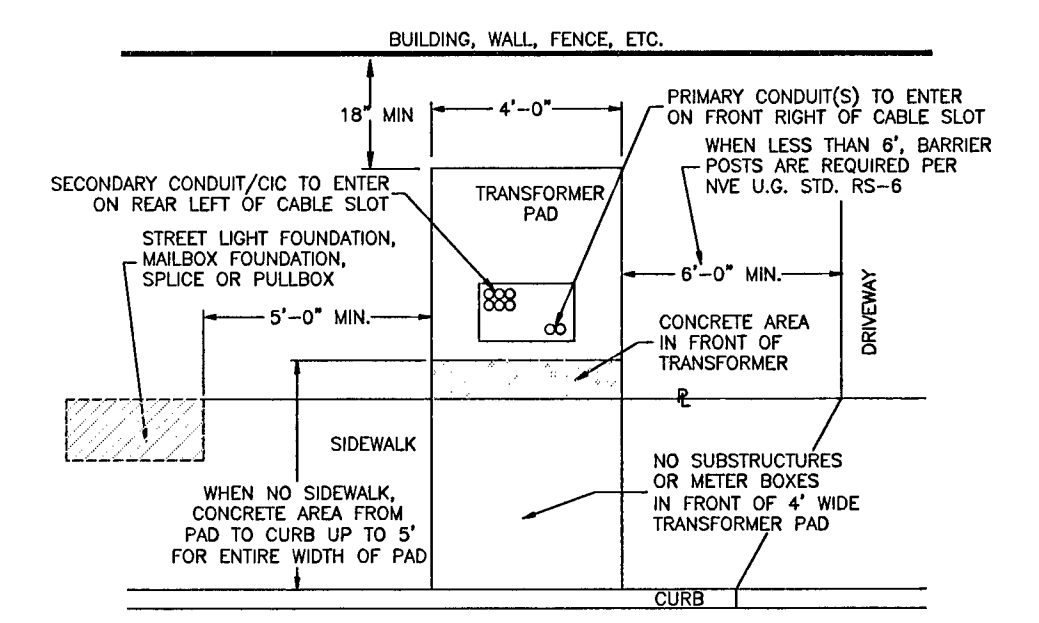 BUILDING, WALL, FENCE, ETC.
18" MIN
4'-0"
PRIMARY CONDUIT(S) TO ENTER
ON FRONT RIGHT OF CABLE SLOT
WHEN LESS THAN 6', BARRIER
POSTS ARE REQUIRED PER
NVE U.G. STD. RS-6
SECONDARY CONDUIT/CIC TO ENTER
ON REAR LEFT OF CABLE SLOT
TRANSFORMER
PAD
STREET LIGHT FOUNDATION,
MAILBOX FOUNDATION,
SPLICE OR PULLBOX
6'-0" MIN.
5'-0" MIN.
DRIVEWAY
CONCRETE AREA
IN FRONT OF
TRANSFORMER
PL
SIDEWALK
NO SUBSTRUCTURES
OR METER BOXES
IN FRONT OF 4' WIDE
TRANSFORMER PAD
WHEN NO SIDEWALK,
CONCRETE AREA FROM
PAD TO CURB UP TO 5'
FOR ENTIRE WIDTH OF PAD
CURB